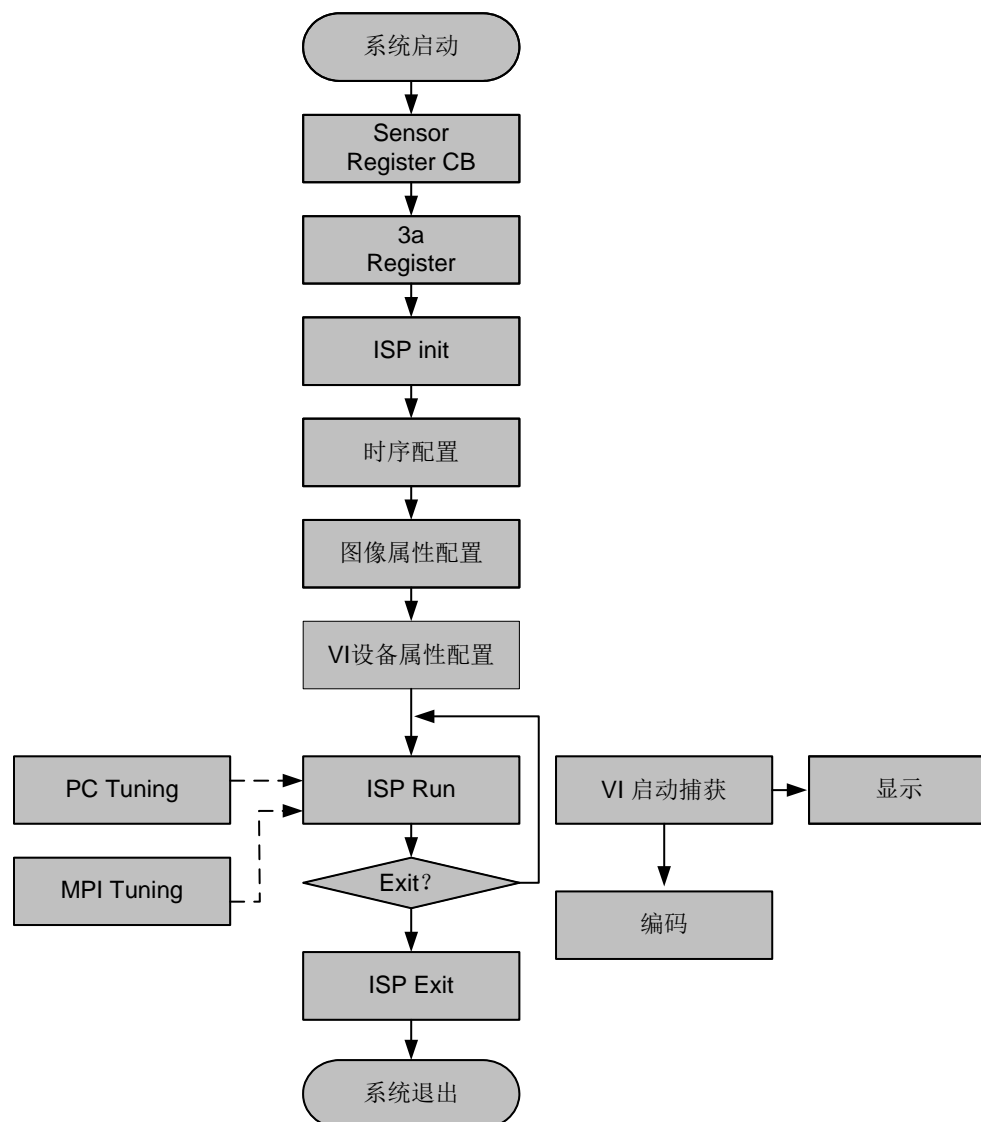 系统启动
Sensor
Register CB
3a
Register
ISP init
时序配置
图像属性配置
VI设备属性配置
PC Tuning
ISP Run
VI 启动捕获
显示
MPI Tuning
Exit？
编码
ISP Exit
系统退出